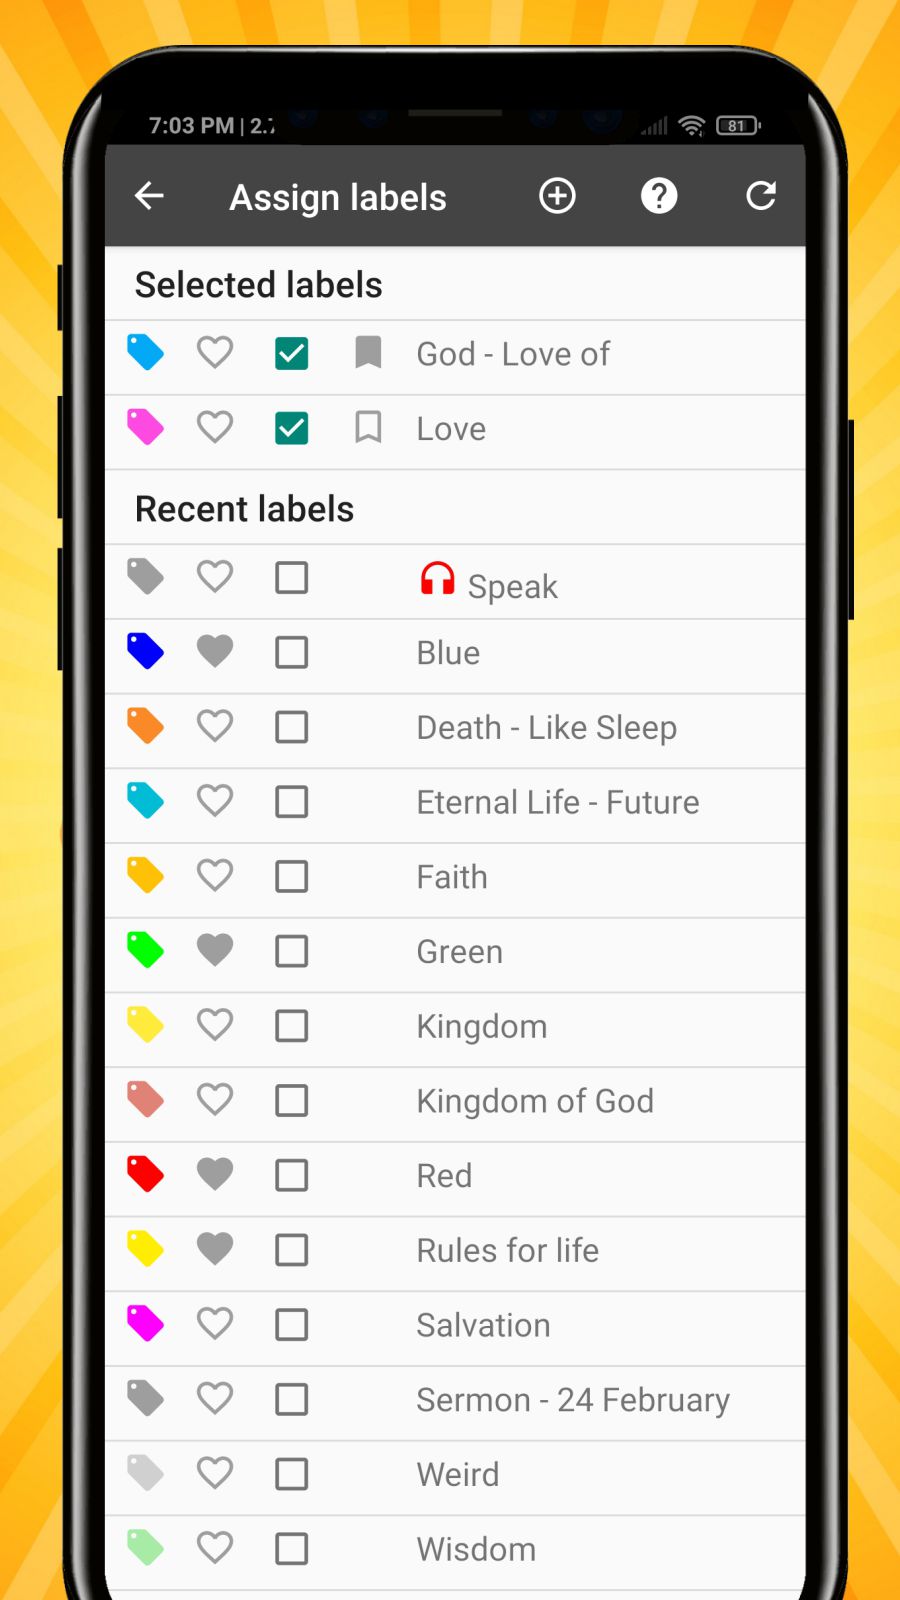 7:03 PM | 2.7
81
Assign labels
Selected labels
God - Love of
Love
Recent labels
Speak
Blue
Death - Like Sleep
Eternal Life - Future
Faith
Green
Kingdom
Kingdom of God
Red
Rules for life
Salvation
Sermon - 24 February
Weird
Wisdom